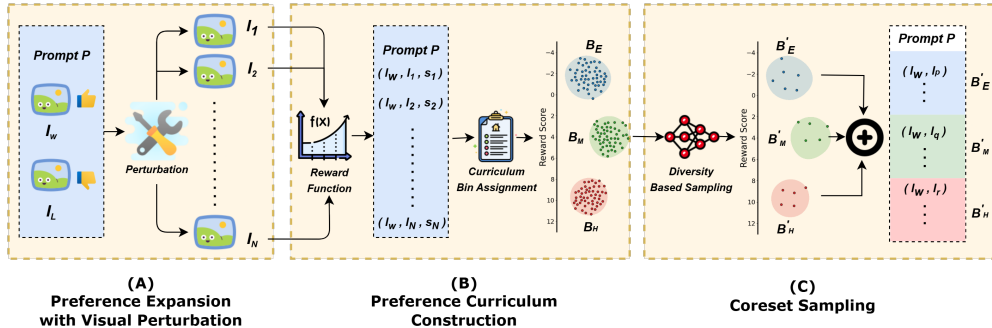 Prompt P
I_w
I_L
Perturbation
I_1
I_2
I_N
f(X)
Reward
Function
Prompt P
(I_w , I_1 , s_1)
(I_w , I_2 , s_2)
(I_w , I_N , s_N)
Curriculum
Bin Assignment
Reward Score
−4
−2
0
2
4
6
8
10
12
B_E
B_M
B_H
Diversity
Based Sampling
Reward Score
−4
−2
0
2
4
6
8
10
12
B'_E
B'_M
B'_H
Prompt P
(I_W , I_p)
B'_E
(I_W , I_q)
B'_M
(I_W , I_r)
B'_H
(A)
Preference Expansion
with Visual Perturbation
(B)
Preference Curriculum
Construction
(C)
Coreset Sampling